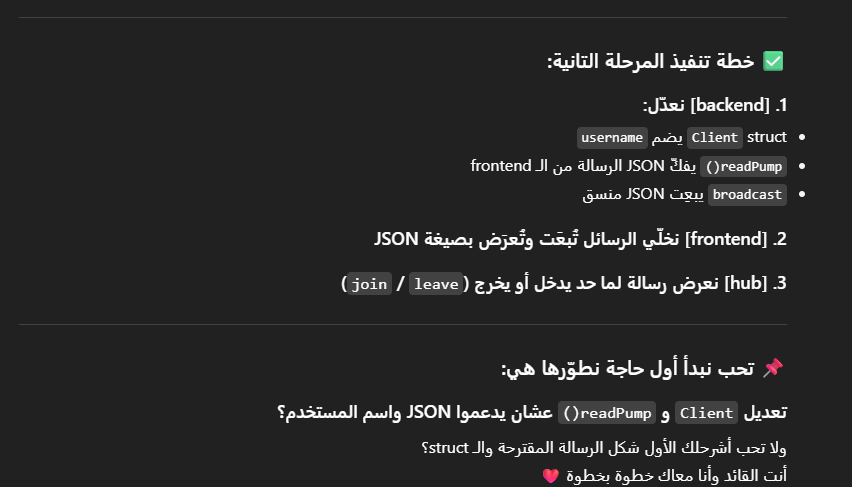 ✅ خطة تنفيذ المرحلة التانية:
1. [backend] نعدّل:
• Client struct يضم username
• readPump() يفكّ JSON الرسالة من الـ frontend
• broadcast يبعت JSON منسق
2. [frontend] نخلّي الرسائل تُبعَت وتُعرَض بصيغة JSON
3. [hub] نعرض رسالة لما حد يدخل أو يخرج (join / leave)
📌 تحب نبدأ أول حاجة نطوّرها هي:
تعديل Client و readPump() عشان يدعموا JSON واسم المستخدم؟
ولا تحب أشرحلك الأول شكل الرسالة المقترحة والـ struct؟
أنت القائد وأنا معاك خطوة بخطوة ❤️